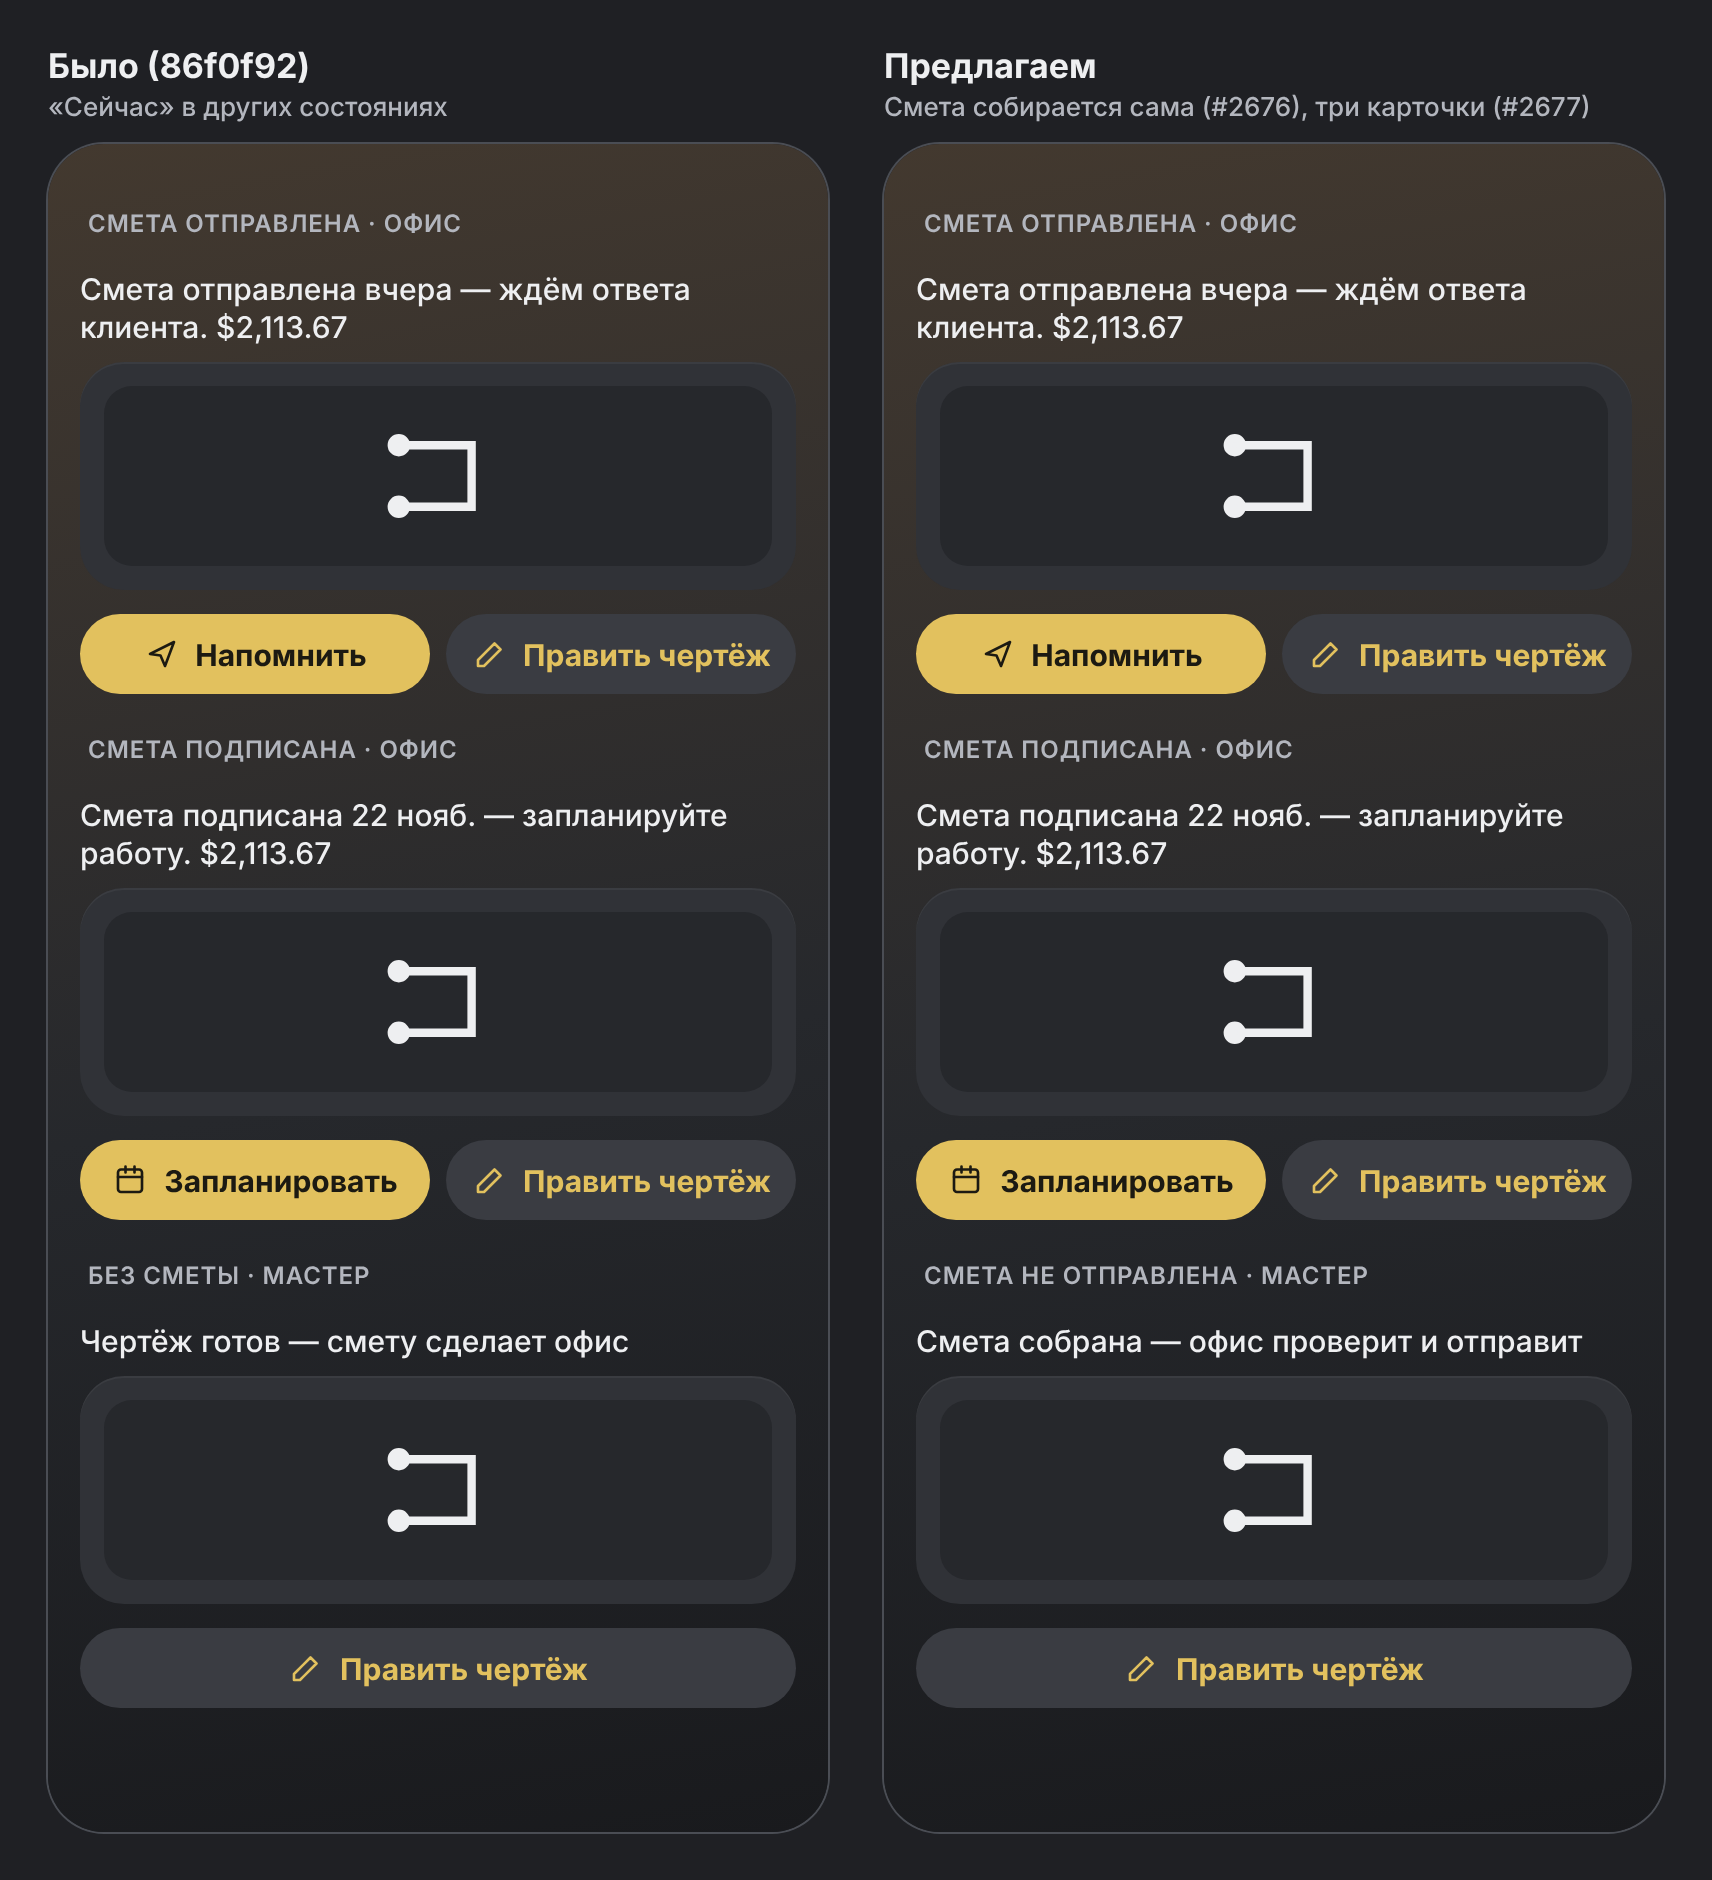 Было (86f0f92)
«Сейчас» в других состояниях
СМЕТА ОТПРАВЛЕНА · ОФИС
Смета отправлена вчера — ждём ответа
клиента. $2,113.67
Напомнить
Править чертёж
СМЕТА ПОДПИСАНА · ОФИС
Смета подписана 22 нояб. — запланируйте
работу. $2,113.67
Запланировать
Править чертёж
БЕЗ СМЕТЫ · МАСТЕР
Чертёж готов — смету сделает офис
Править чертёж
Предлагаем
Смета собирается сама (#2676), три карточки (#2677)
СМЕТА ОТПРАВЛЕНА · ОФИС
Смета отправлена вчера — ждём ответа
клиента. $2,113.67
Напомнить
Править чертёж
СМЕТА ПОДПИСАНА · ОФИС
Смета подписана 22 нояб. — запланируйте
работу. $2,113.67
Запланировать
Править чертёж
СМЕТА НЕ ОТПРАВЛЕНА · МАСТЕР
Смета собрана — офис проверит и отправит
Править чертёж